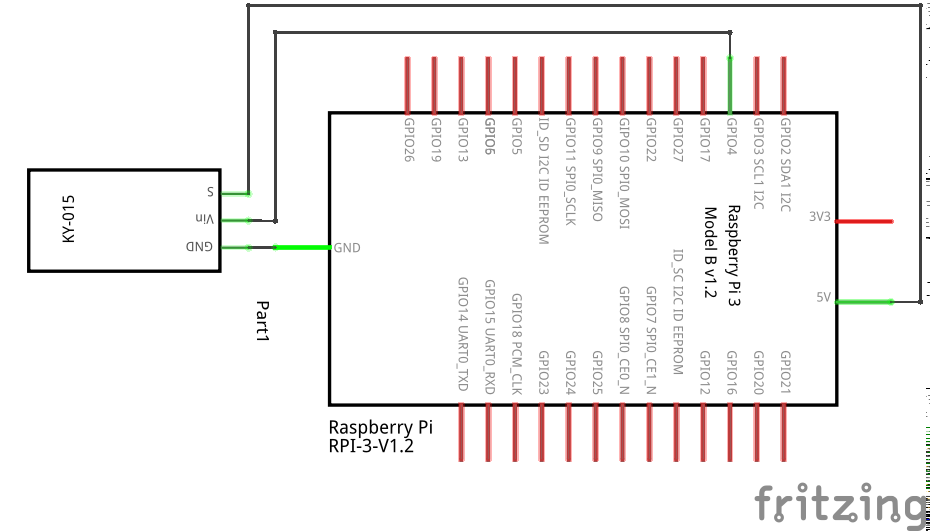 GPIO26
GPIO19
GPIO13
GPIO6
GPIO5
ID_SD I2C ID EEPROM
GPIO11 SPI0_SCLK
GPIO9 SPI0_MISO
GIPO10 SPI0_MOSI
GPIO22
GPIO27
GPIO17
GPIO4
GPIO3 SCL1 I2C
GPIO2 SDA1 I2C
KY-015
S
Vin
GND
GND
Raspberry Pi 3
Model B v1.2
3V3
5V
Part1
GPIO14 UART0_TXD
GPIO15 UART0_RXD
GPIO18 PCM_CLK
GPIO23
GPIO24
GPIO25
GPIO8 SPI0_CE0_N
GPIO7 SPI0_CE1_N
ID_SC I2C ID EEPROM
GPIO12
GPIO16
GPIO20
GPIO21
Raspberry Pi
RPI-3-V1.2
fritzing